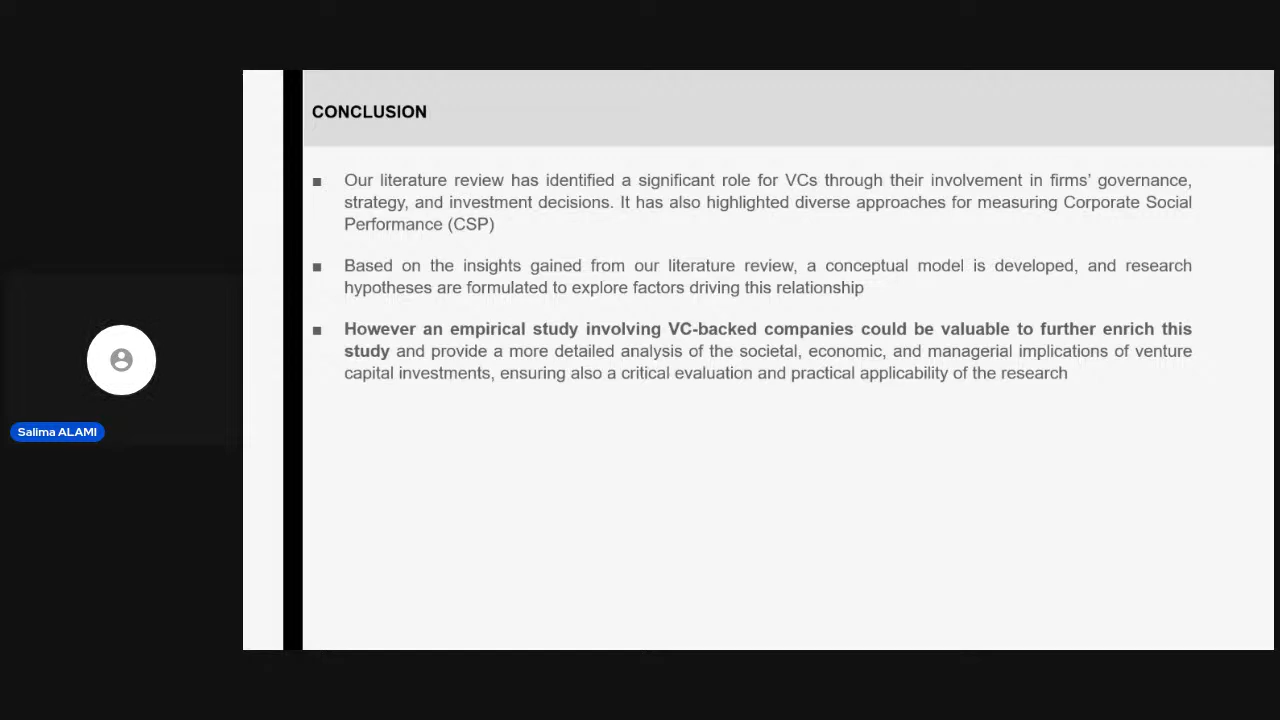 CONCLUSION
■ Our literature review has identified a significant role for VCs through their involvement in firms’ governance,
strategy, and investment decisions. It has also highlighted diverse approaches for measuring Corporate Social
Performance (CSP)
■ Based on the insights gained from our literature review, a conceptual model is developed, and research
hypotheses are formulated to explore factors driving this relationship
■ However an empirical study involving VC-backed companies could be valuable to further enrich this
study and provide a more detailed analysis of the societal, economic, and managerial implications of venture
capital investments, ensuring also a critical evaluation and practical applicability of the research
Salima ALAMI